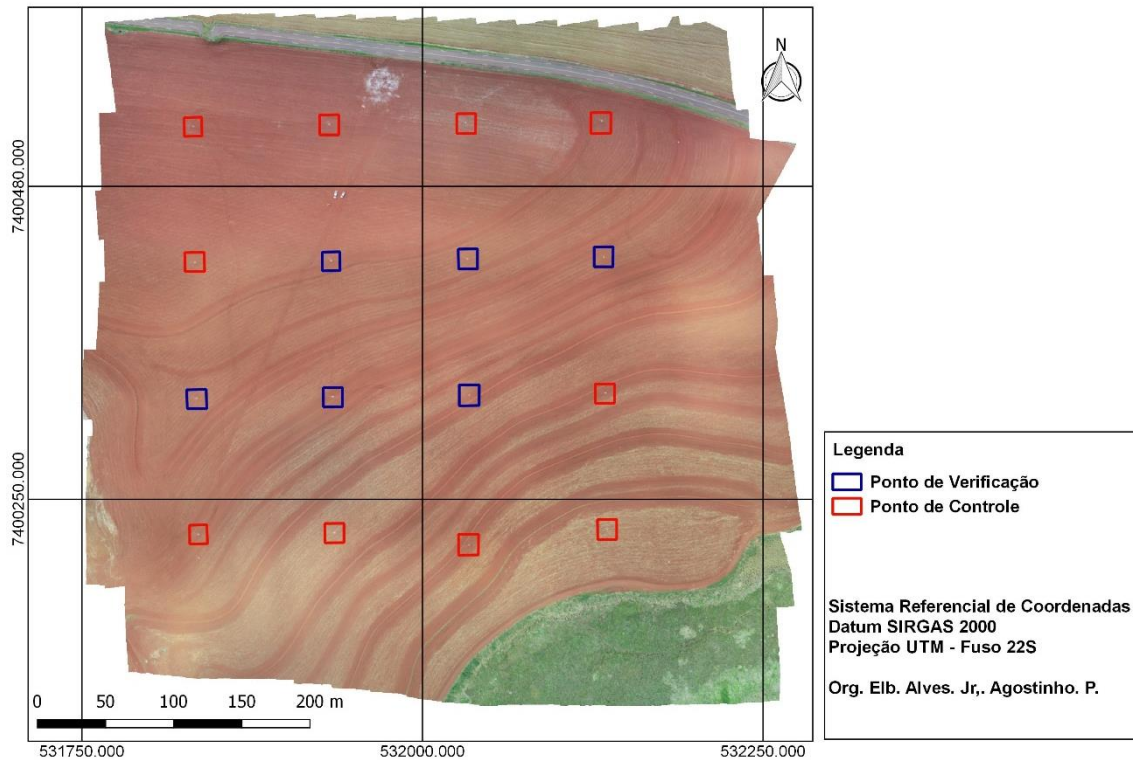 N
7400480.000
7400250.000
0 50 100 150 200 m
531750.000 532000.000 532250.000
Legenda
Ponto de Verificação
Ponto de Controle
Sistema Referencial de Coordenadas
Datum SIRGAS 2000
Projeção UTM - Fuso 22S
Org. Elb. Alves. Jr,. Agostinho. P.